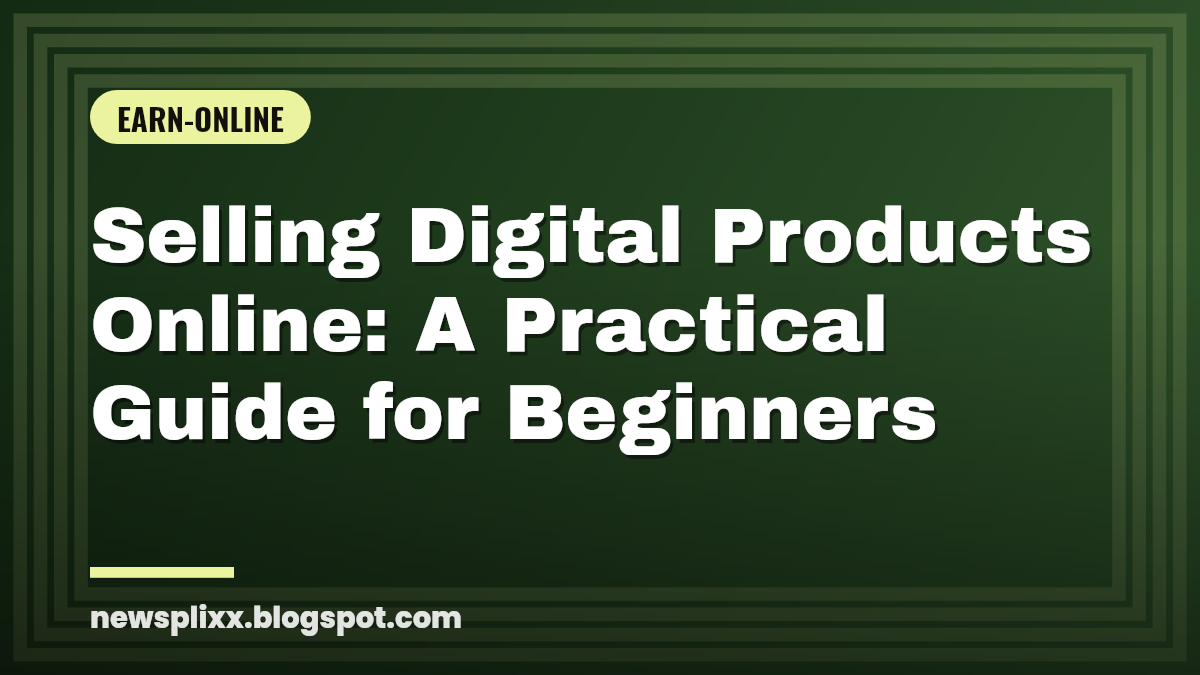 EARN-ONLINE
Selling Digital Products
Online: A Practical
Guide for Beginners
newsplixx.blogspot.com